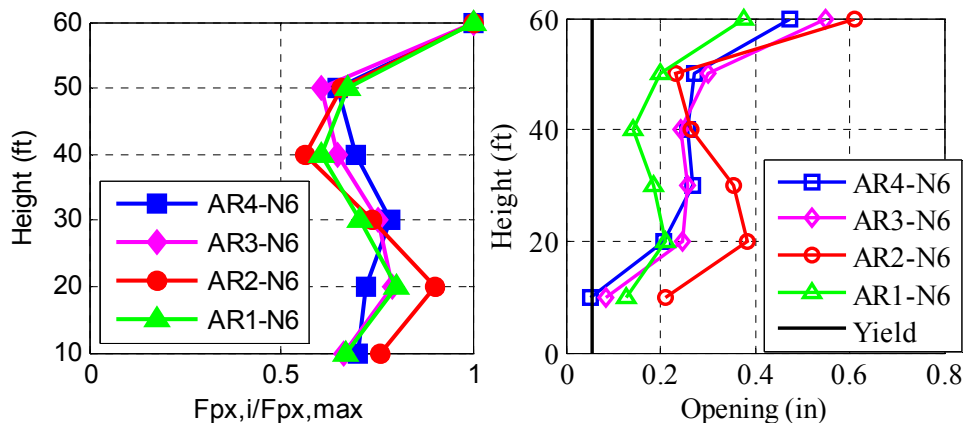 60
50
40
30
20
10
Height (ft)
AR4-N6
AR3-N6
AR2-N6
AR1-N6
0
0.5
1
Fpx,i/Fpx,max
60
40
20
0
Height (ft)
AR4-N6
AR3-N6
AR2-N6
AR1-N6
Yield
0
0.2
0.4
0.6
0.8
Opening (in)